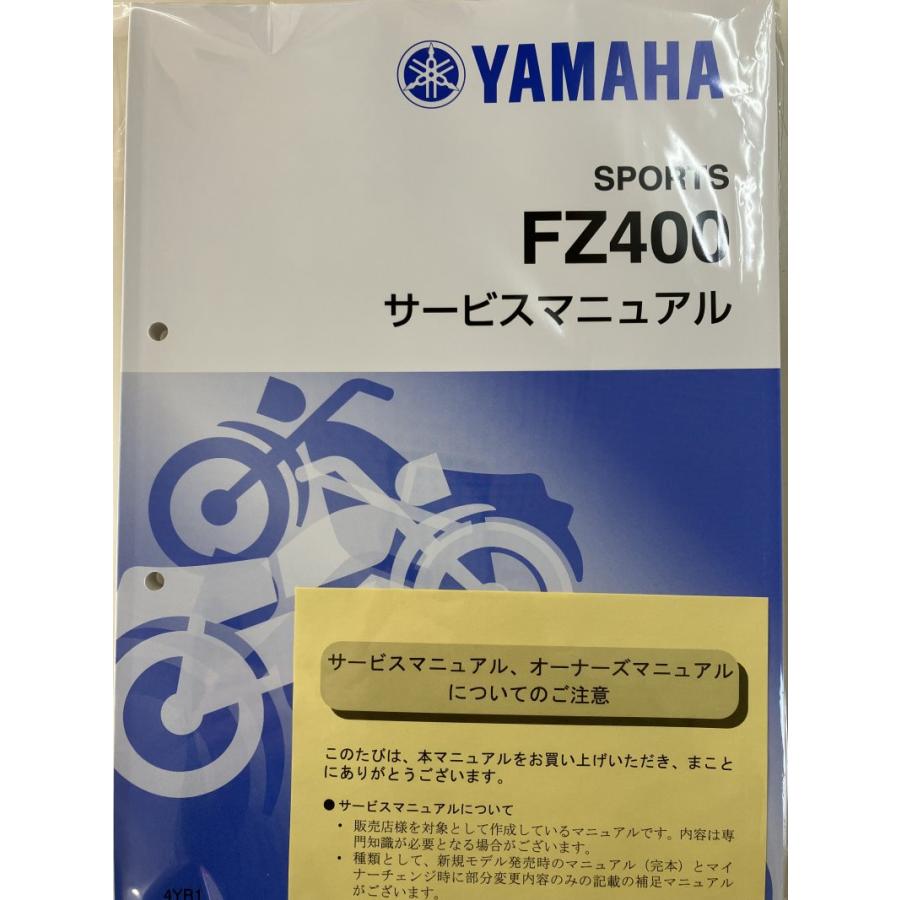 YAMAHA
SPORTS
FZ400
サービスマニュアル
サービスマニュアル、オーナーズマニュアル
についてのご注意
このたびは、本マニュアルをお買い上げいただき、まこと
にありがとうございます。
●サービスマニュアルについて
・ 販売店様を対象として作成しているマニュアルです。内容は専
門知識が必要となる場合がございます。
・ 種類として、新規モデル発売時のマニュアル（完本）とマイ
ナーチェンジ時に部分変更内容のみの記載の補足マニュアル
がございます。
4YR1